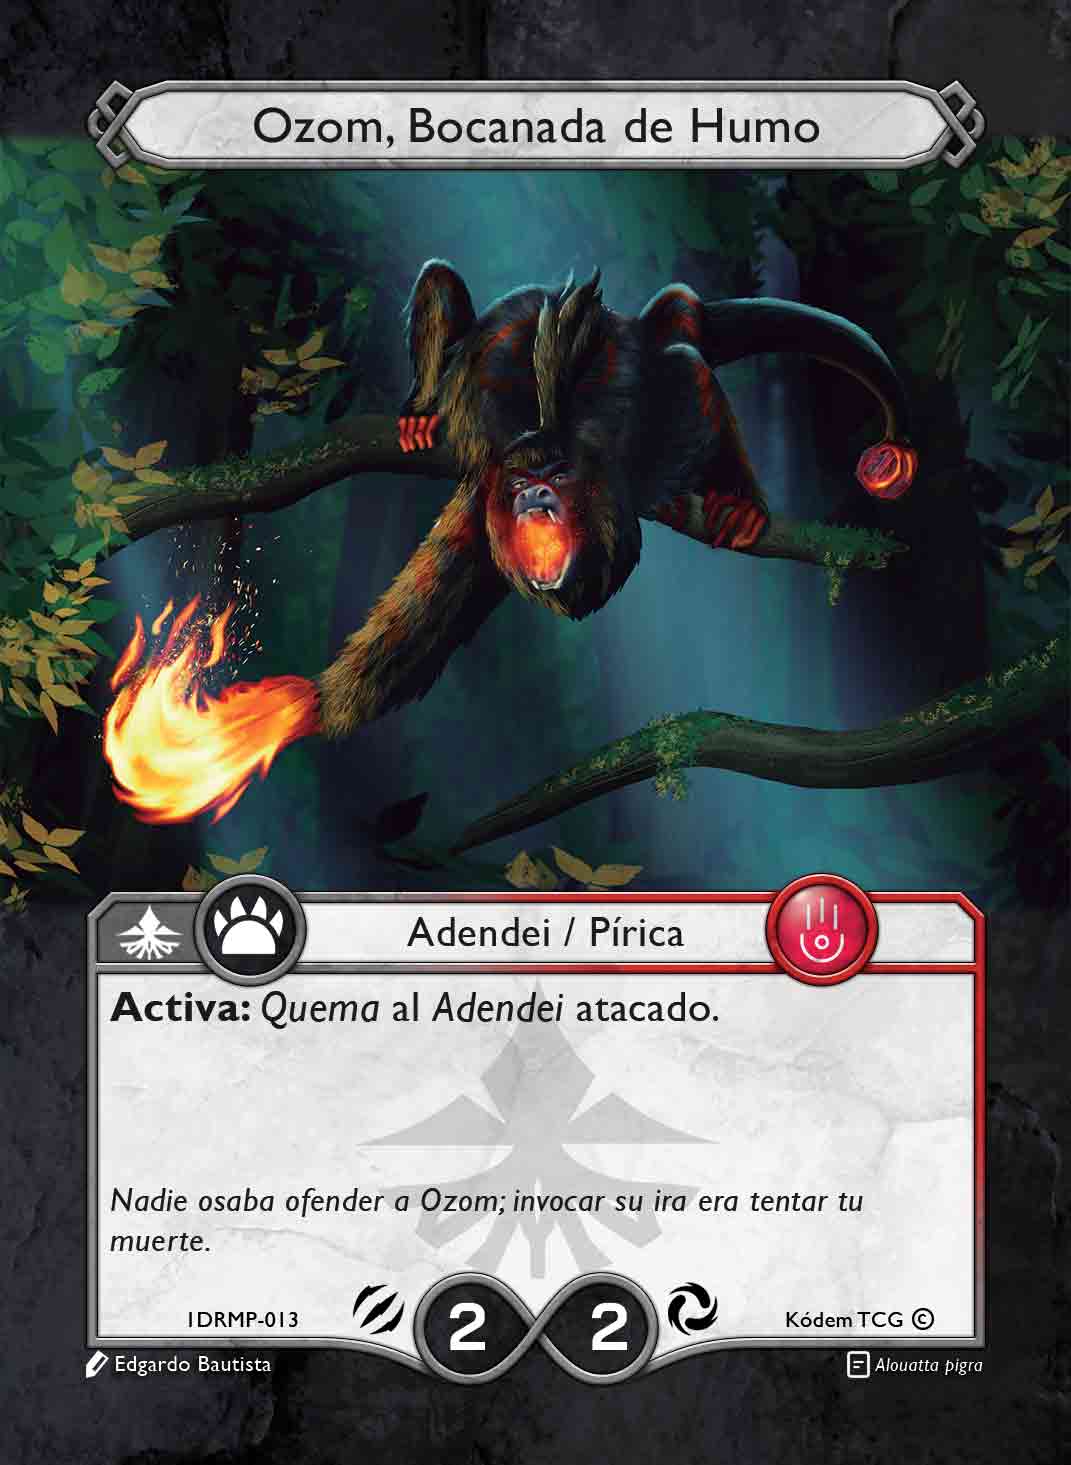 Ozom, Bocanada de Humo
Adendei / Pírica
Activa: Quema al Adendei atacado.
Nadie osaba ofender a Ozom; invocar su ira era tentar tu
muerte.
1DRMP-013
2
2
Kódem TCG ©
Edgardo Bautista
Alouatta pigra